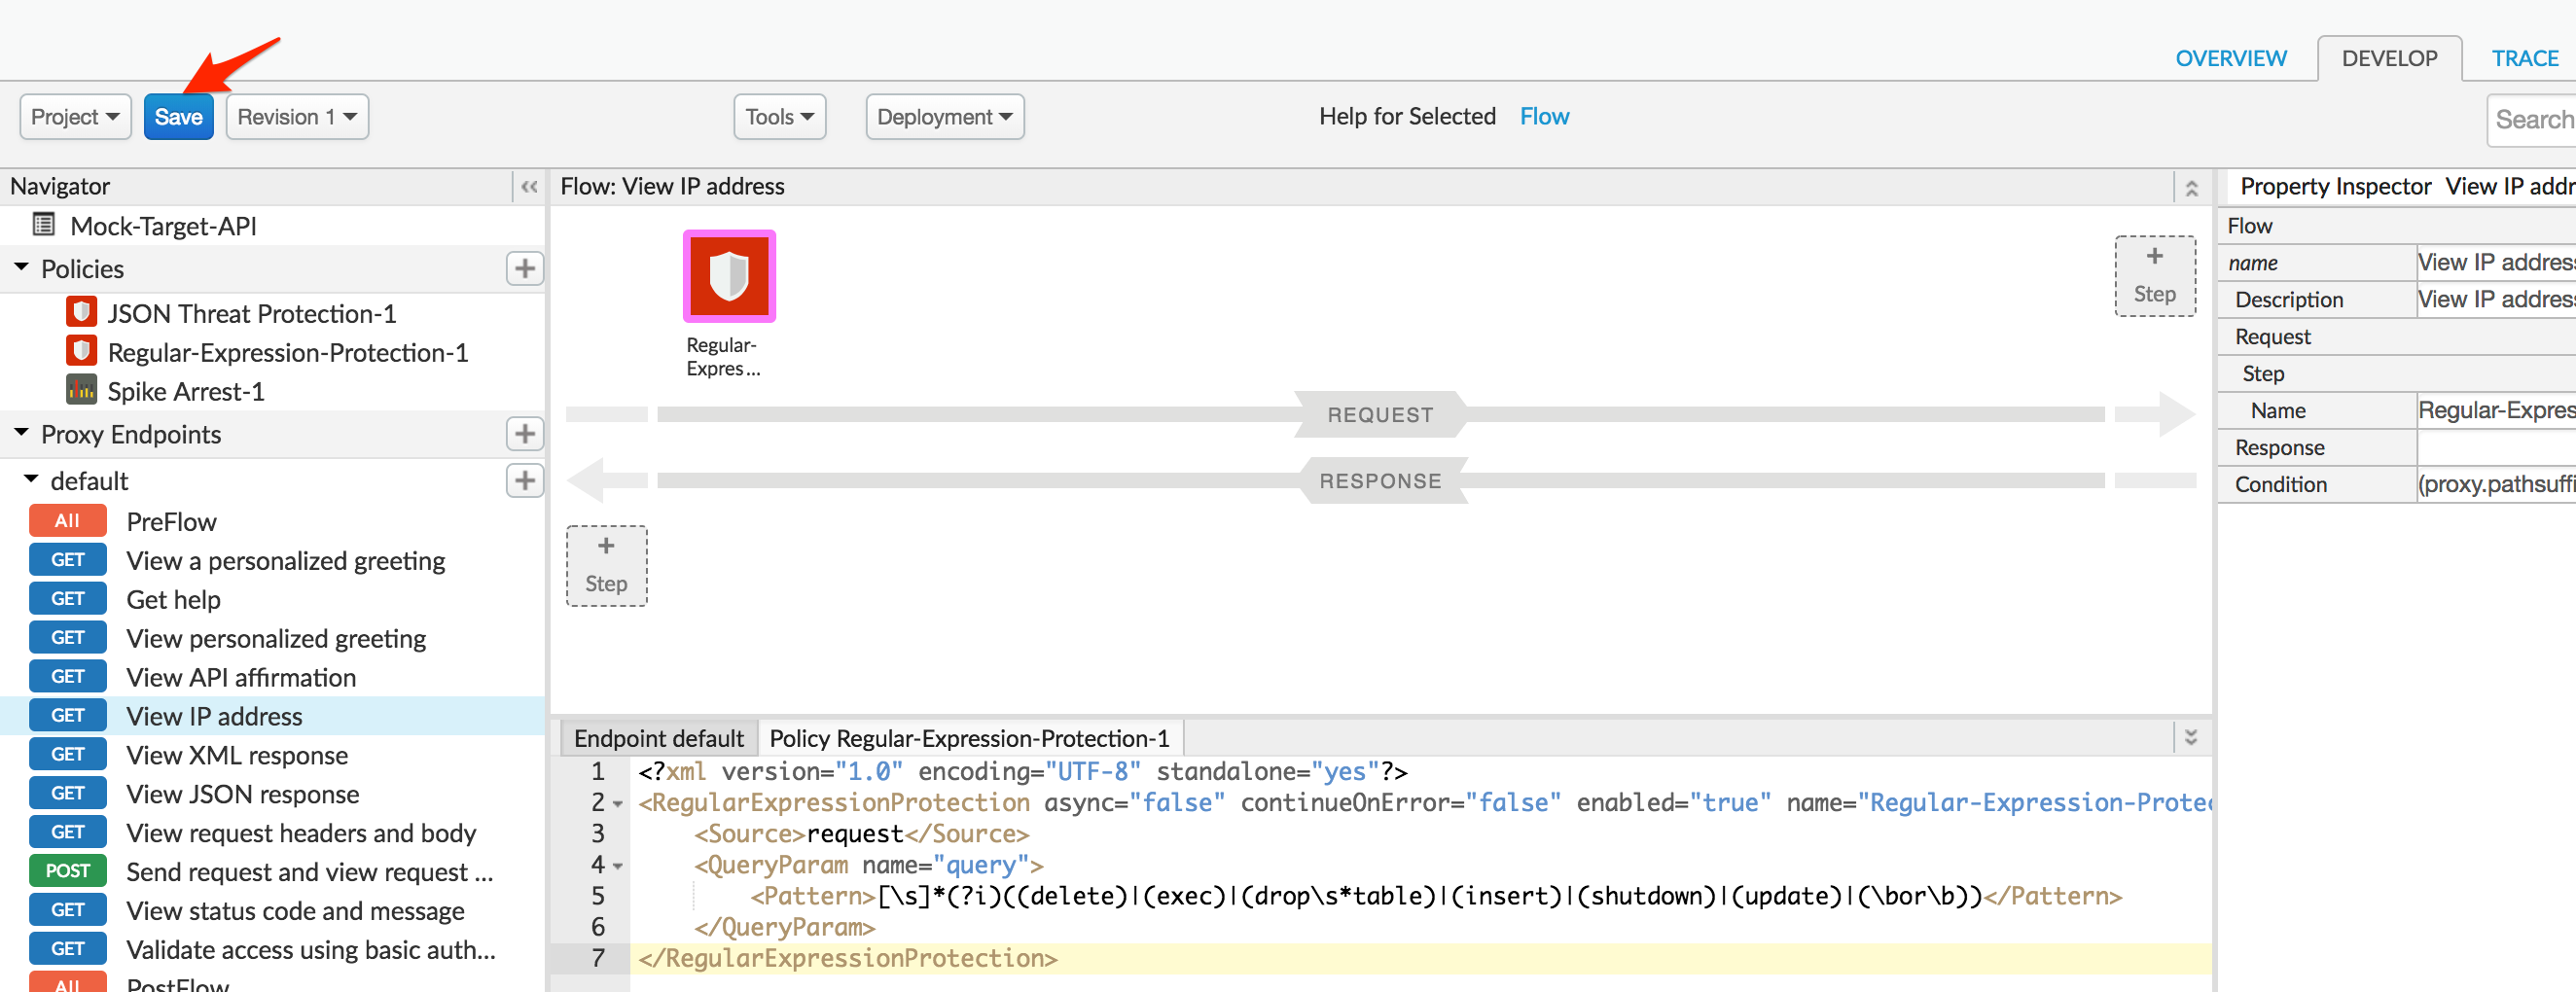 OVERVIEW DEVELOP TRACE
Project Save Revision 1 Tools Deployment Help for Selected Flow Search
Navigator
Mock-Target-API
Policies
JSON Threat Protection-1
Regular-Expression-Protection-1
Spike Arrest-1
Proxy Endpoints
default
All PreFlow
GET View a personalized greeting
GET Get help
GET View personalized greeting
GET View API affirmation
GET View IP address
GET View XML response
GET View JSON response
GET View request headers and body
POST Send request and view request ...
GET View status code and message
GET Validate access using basic auth...
All PostFlow
Flow: View IP address
Regular-
Expres...
+
Step
REQUEST
RESPONSE
+
Step
Endpoint default Policy Regular-Expression-Protection-1
1 <?xml version="1.0" encoding="UTF-8" standalone="yes"?>
2 <RegularExpressionProtection async="false" continueOnError="false" enabled="true" name="Regular-Expression-Protec
3 <Source>request</Source>
4 <QueryParam name="query">
5 <Pattern>[\s]*(?i)((delete)|(exec)|(drop\s*table)|(insert)|(shutdown)|(update)|(\bor\b))</Pattern>
6 </QueryParam>
7 </RegularExpressionProtection>
Property Inspector View IP addr
Flow
name View IP address
Description View IP address
Request
Step
Name Regular-Expres
Response
Condition (proxy.pathsuffi